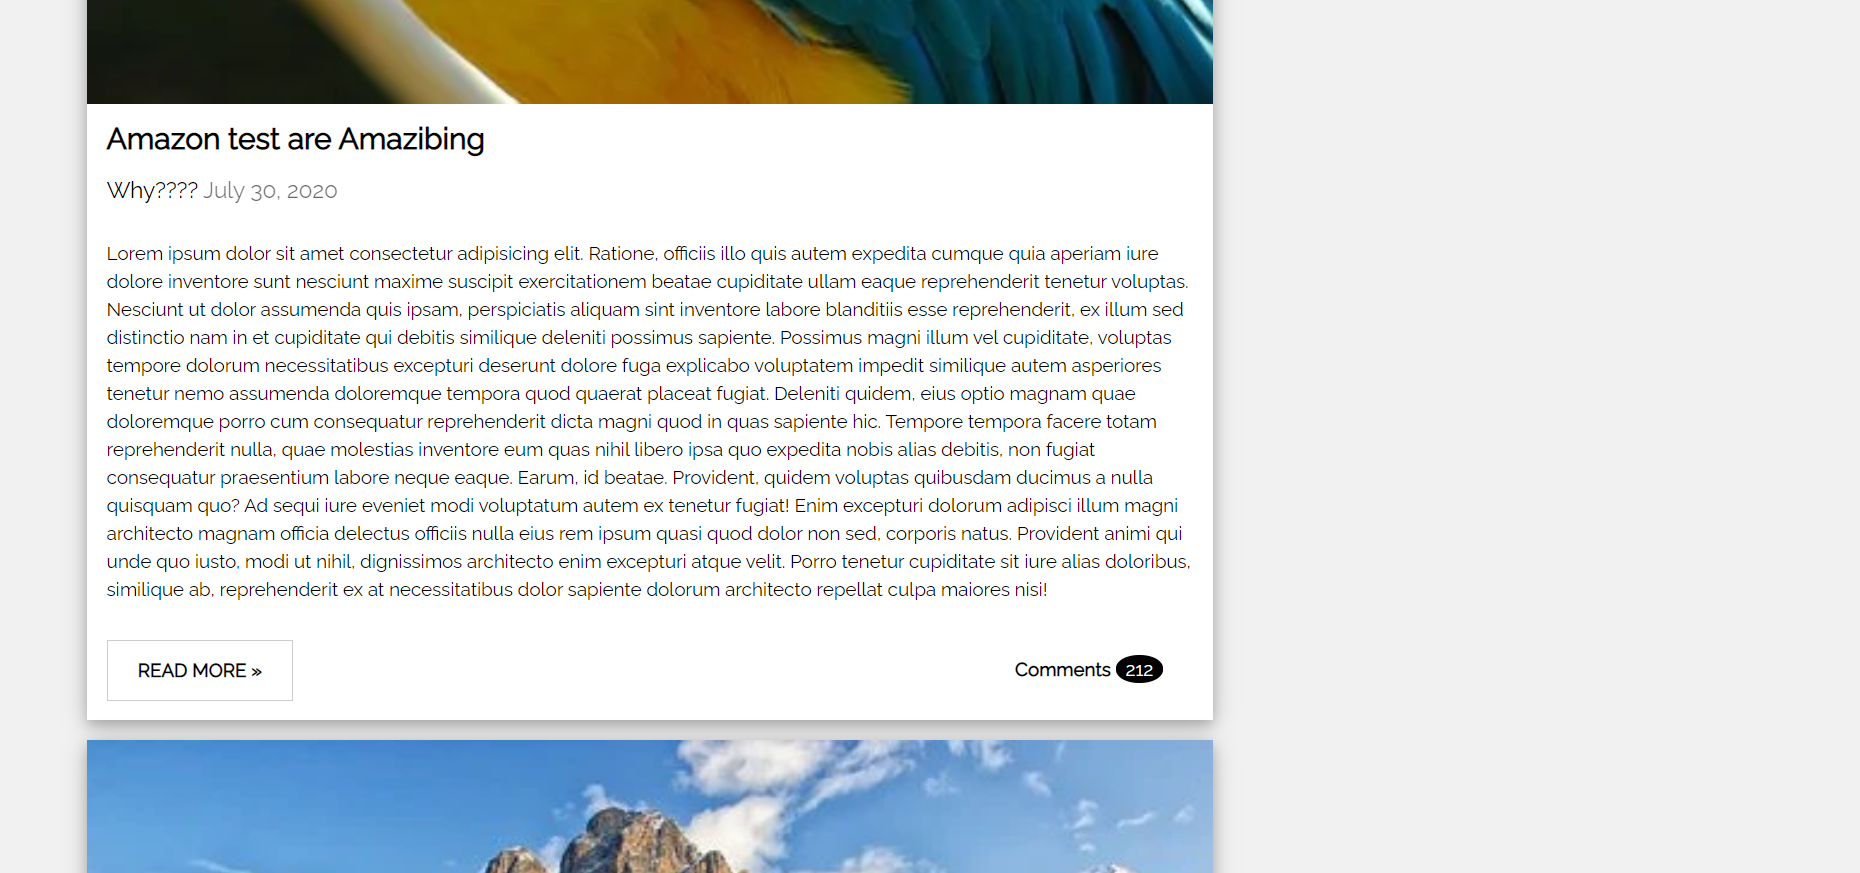 Amazon test are Amazibing
Why???? July 30, 2020
Lorem ipsum dolor sit amet consectetur adipisicing elit. Ratione, officiis illo quis autem expedita cumque quia aperiam iure
dolore inventore sunt nesciunt maxime suscipit exercitationem beatae cupiditate ullam eaque reprehenderit tenetur voluptas.
Nesciunt ut dolor assumenda quis ipsam, perspiciatis aliquam sint inventore labore blanditiis esse reprehenderit, ex illum sed
distinctio nam in et cupiditate qui debitis similique deleniti possimus sapiente. Possimus magni illum vel cupiditate, voluptas
tempore dolorum necessitatibus excepturi deserunt dolore fuga explicabo voluptatem impedit similique autem asperiores
tenetur nemo assumenda doloremque tempora quod quaerat placeat fugiat. Deleniti quidem, eius optio magnam quae
doloremque porro cum consequatur reprehenderit dicta magni quod in quas sapiente hic. Tempore tempora facere totam
reprehenderit nulla, quae molestias inventore eum quas nihil libero ipsa quo expedita nobis alias debitis, non fugiat
consequatur praesentium labore neque eaque. Earum, id beatae. Provident, quidem voluptas quibusdam ducimus a nulla
quisquam quo? Ad sequi iure eveniet modi voluptatum autem ex tenetur fugiat! Enim excepturi dolorum adipisci illum magni
architecto magnam officia delectus officiis nulla eius rem ipsum quasi quod dolor non sed, corporis natus. Provident animi qui
unde quo iusto, modi ut nihil, dignissimos architecto enim excepturi atque velit. Porro tenetur cupiditate sit iure alias doloribus,
similique ab, reprehenderit ex at necessitatibus dolor sapiente dolorum architecto repellat culpa maiores nisi!
READ MORE »
Comments 212